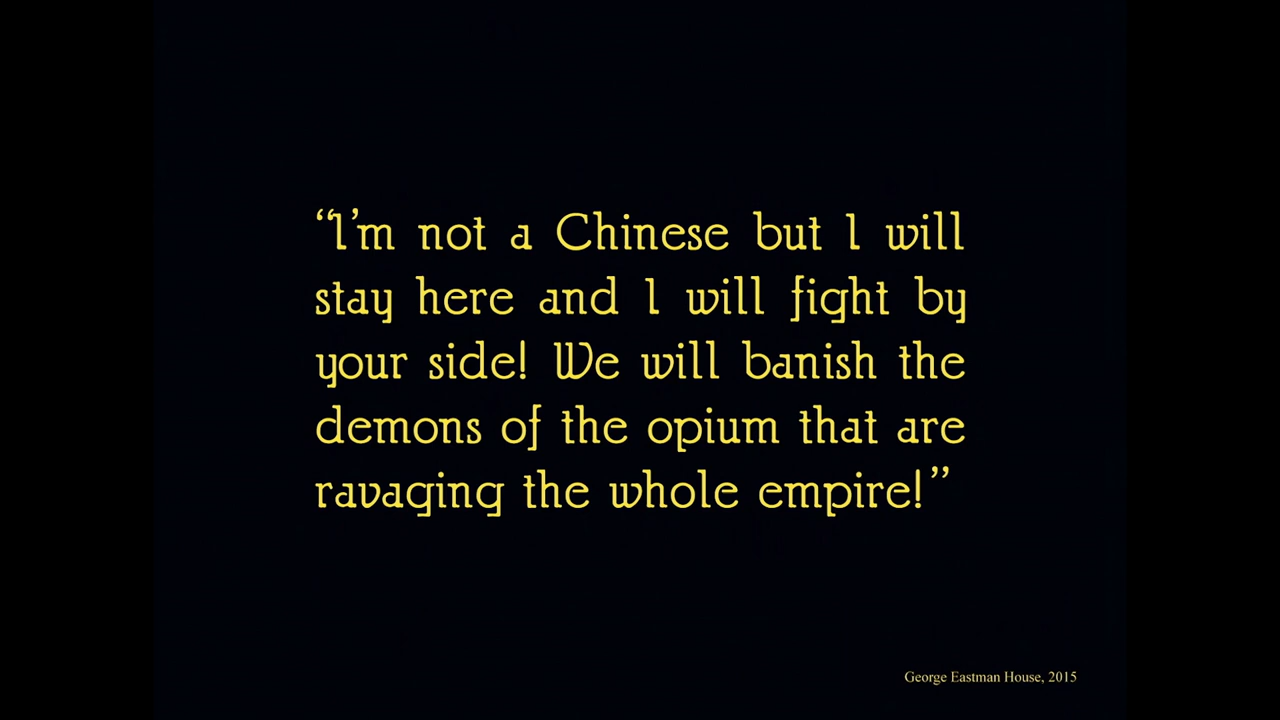 “I’m not a Chinese but I will
stay here and I will fight by
your side! We will banish the
demons of the opium that are
ravaging the whole empire!”
George Eastman House, 2015